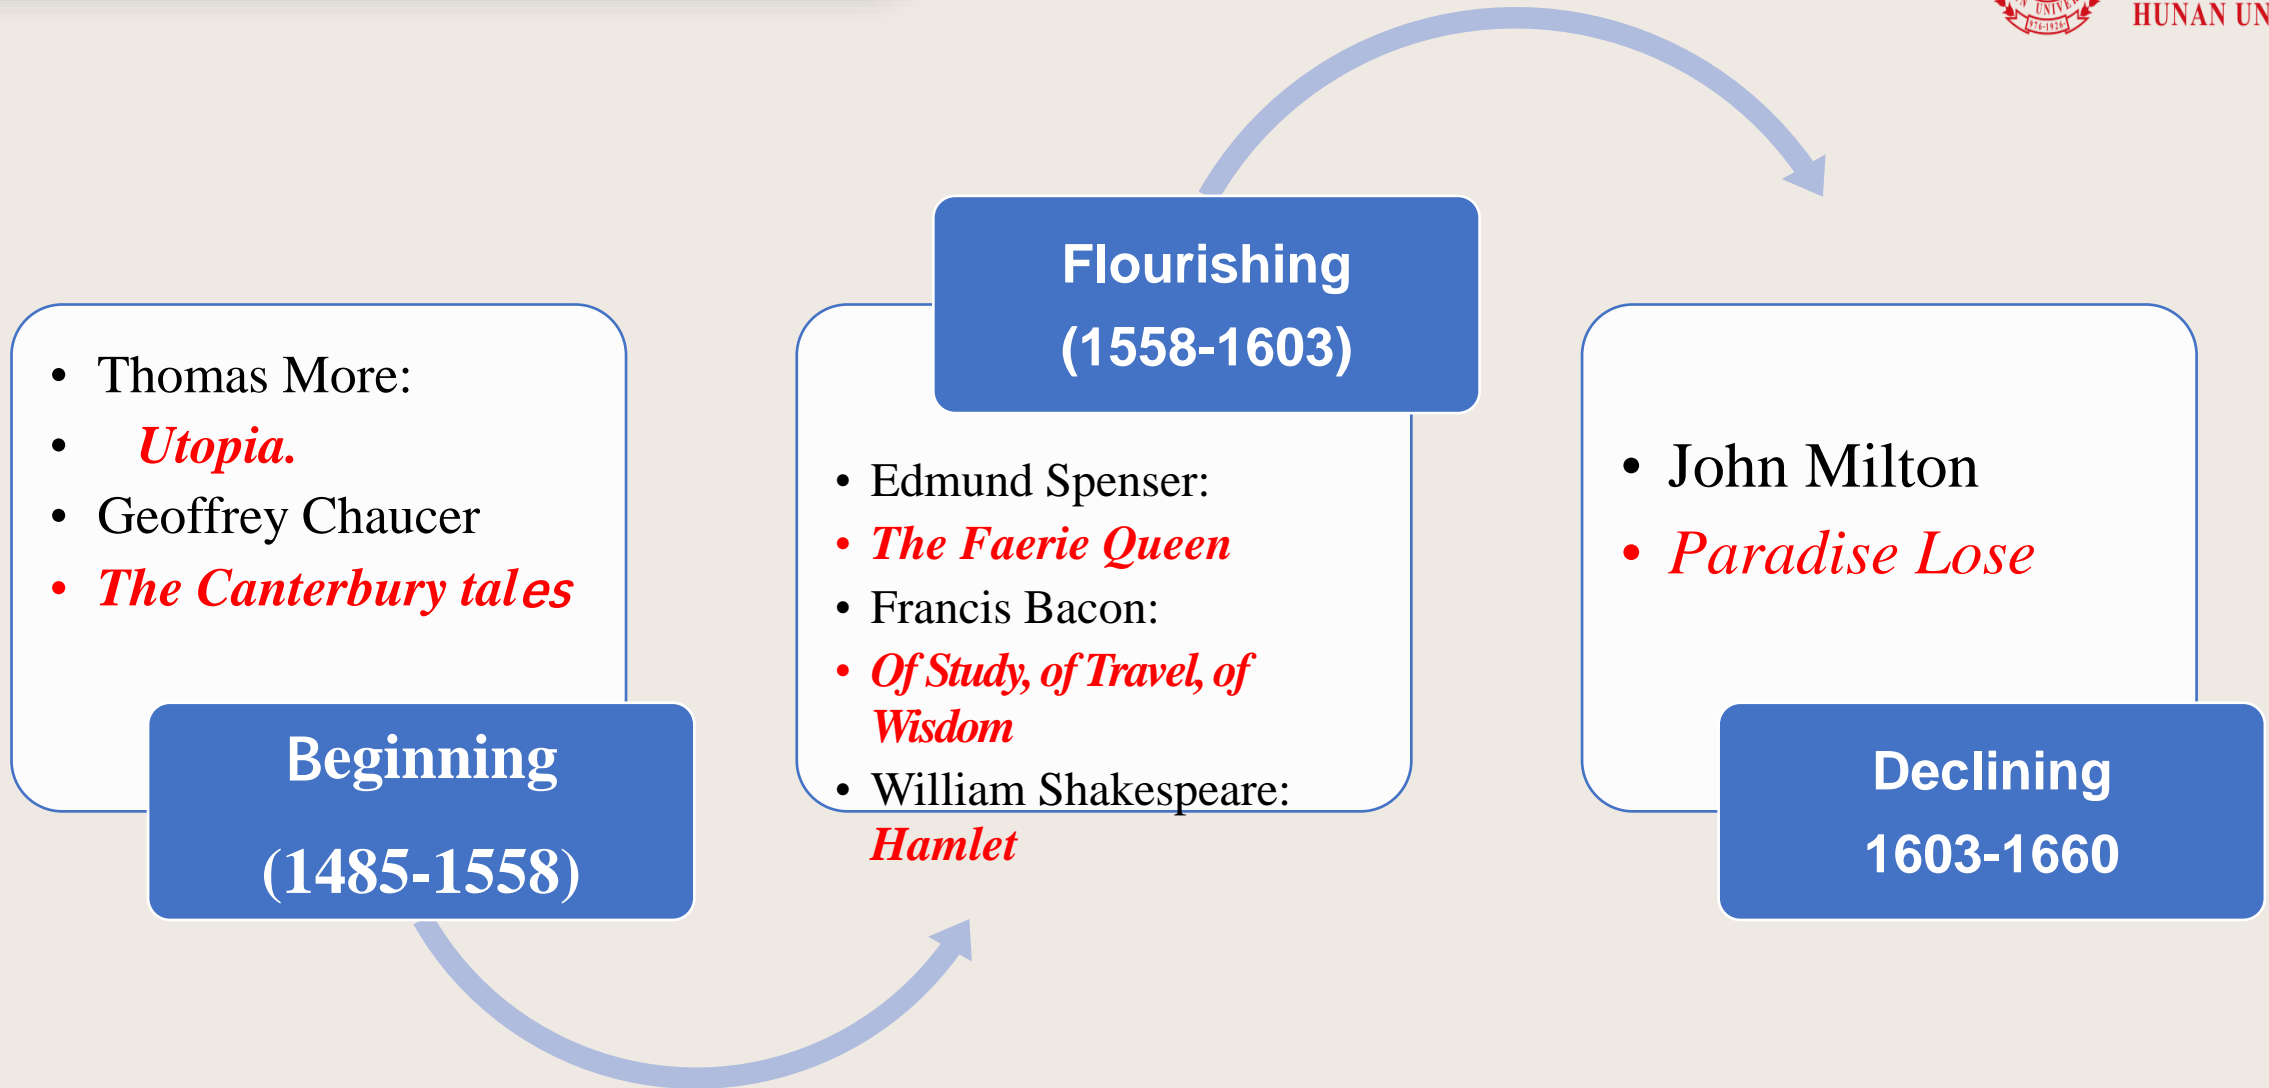 HUNAN UN
• Thomas More:
• Utopia.
• Geoffrey Chaucer
• The Canterbury tales
Beginning
(1485-1558)
Flourishing
(1558-1603)
• Edmund Spenser:
• The Faerie Queen
• Francis Bacon:
• Of Study, of Travel, of
Wisdom
• William Shakespeare:
Hamlet
• John Milton
• Paradise Lose
Declining
1603-1660